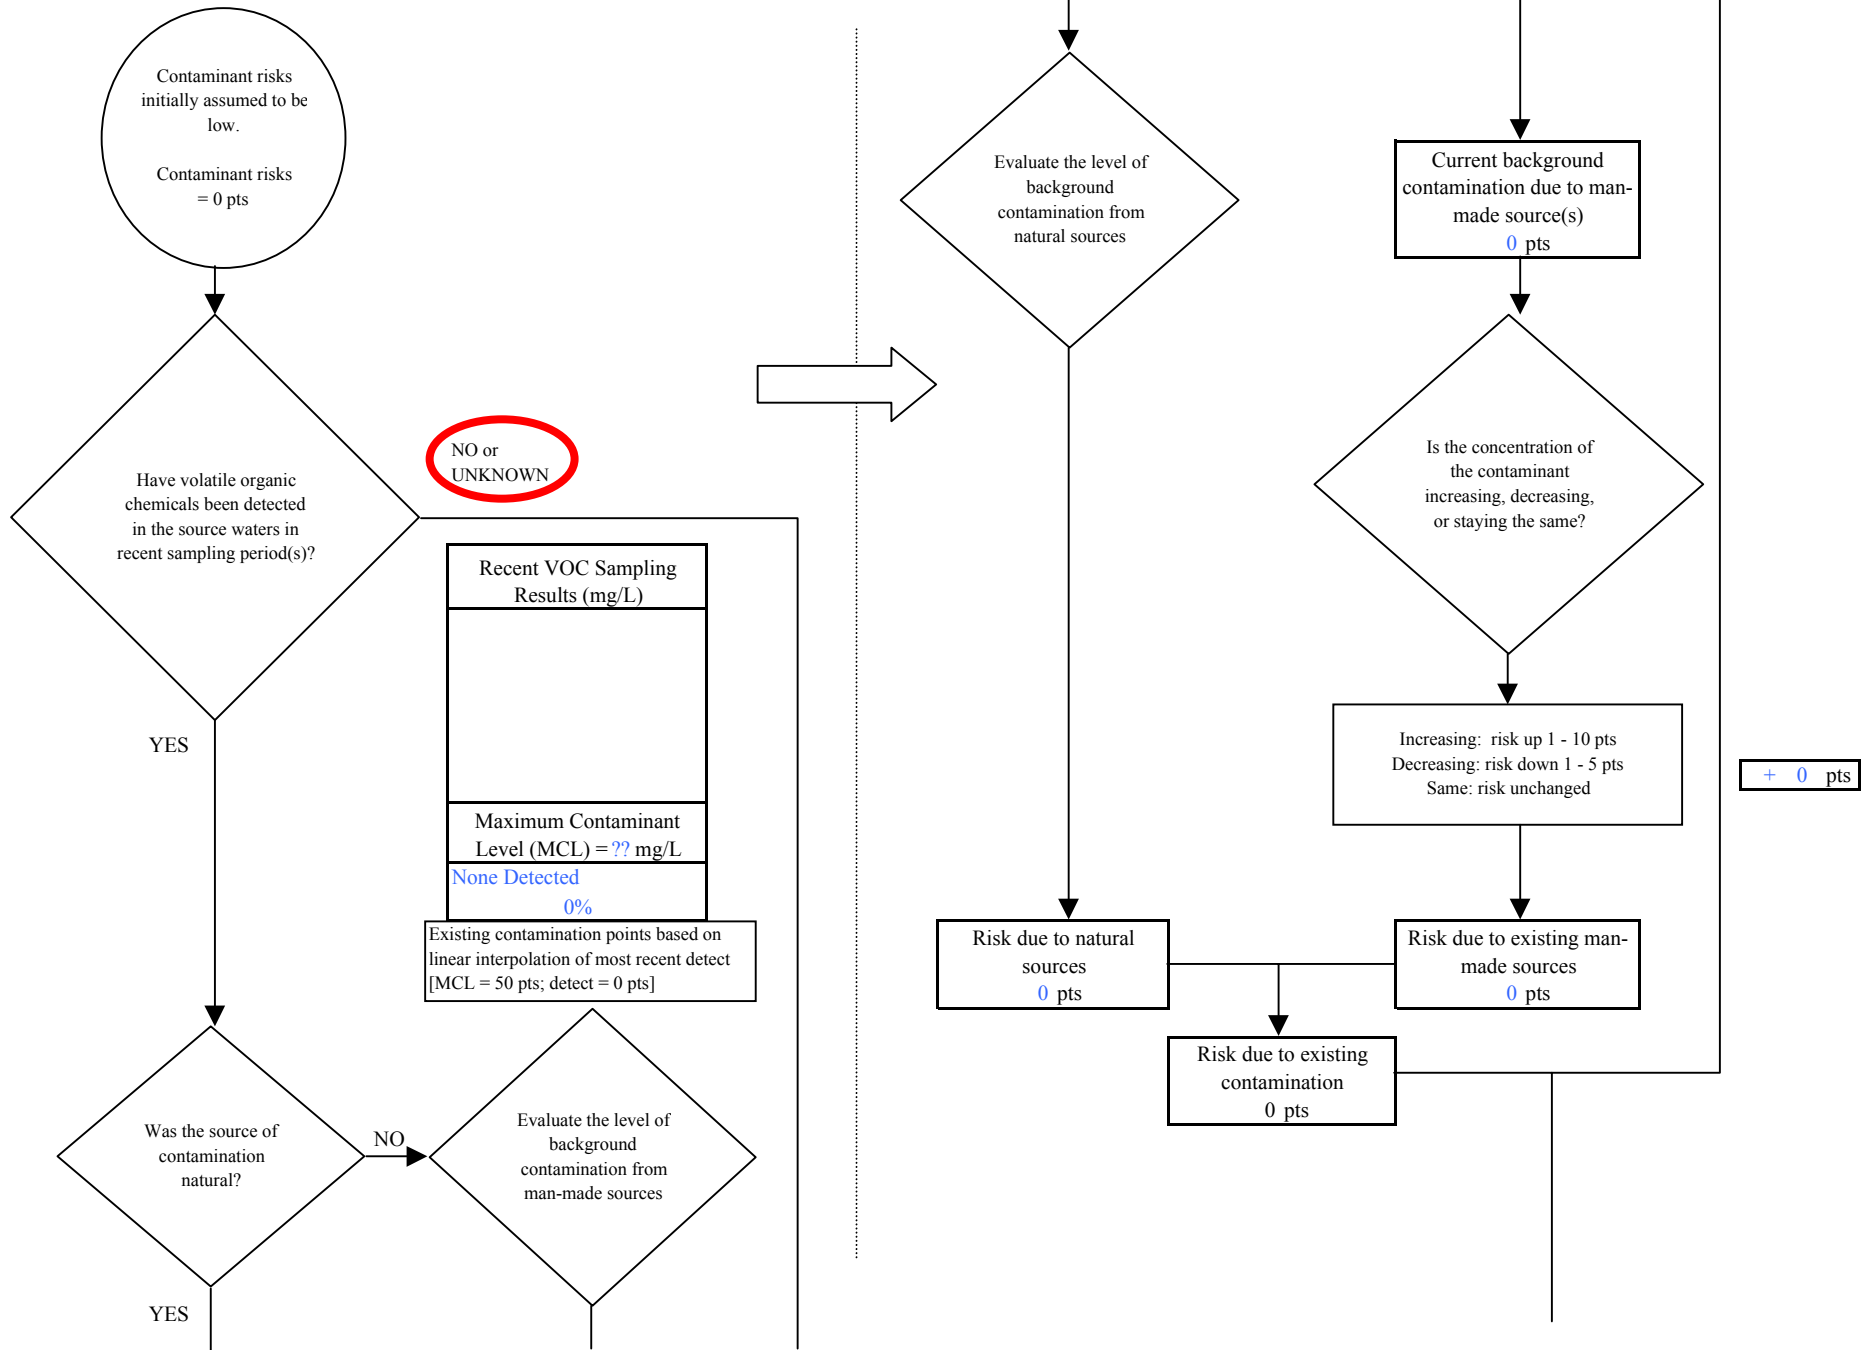 Contaminant risks
initially assumed to be
low.
Contaminant risks
= 0 pts
Have volatile organic
chemicals been detected
in the source waters in
recent sampling period(s)?
NO or
UNKNOWN
YES
Recent VOC Sampling
Results (mg/L)
Maximum Contaminant
Level (MCL) = ?? mg/L
None Detected
0%
Existing contamination points based on
linear interpolation of most recent detect
[MCL = 50 pts; detect = 0 pts]
Was the source of
contamination
natural?
NO
YES
Evaluate the level of
background
contamination from
man-made sources
Evaluate the level of
background
contamination from
natural sources
Current background
contamination due to man-
made source(s)
0 pts
Is the concentration of
the contaminant
increasing, decreasing,
or staying the same?
Increasing: risk up 1 - 10 pts
Decreasing: risk down 1 - 5 pts
Same: risk unchanged
+ 0 pts
Risk due to natural
sources
0 pts
Risk due to existing man-
made sources
0 pts
Risk due to existing
contamination
0 pts